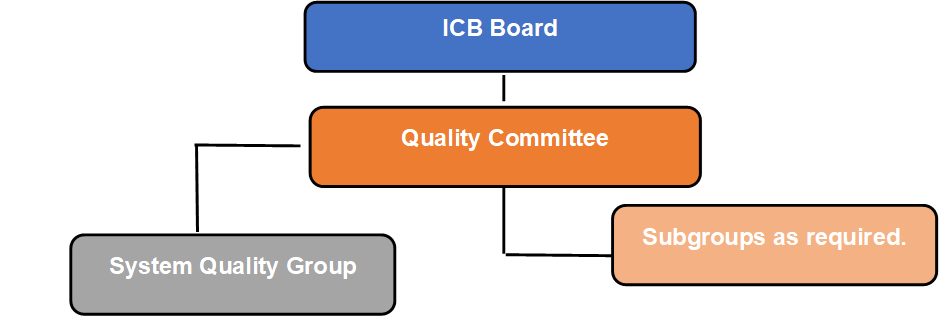 ICB Board
Quality Committee
Subgroups as required.
System Quality Group